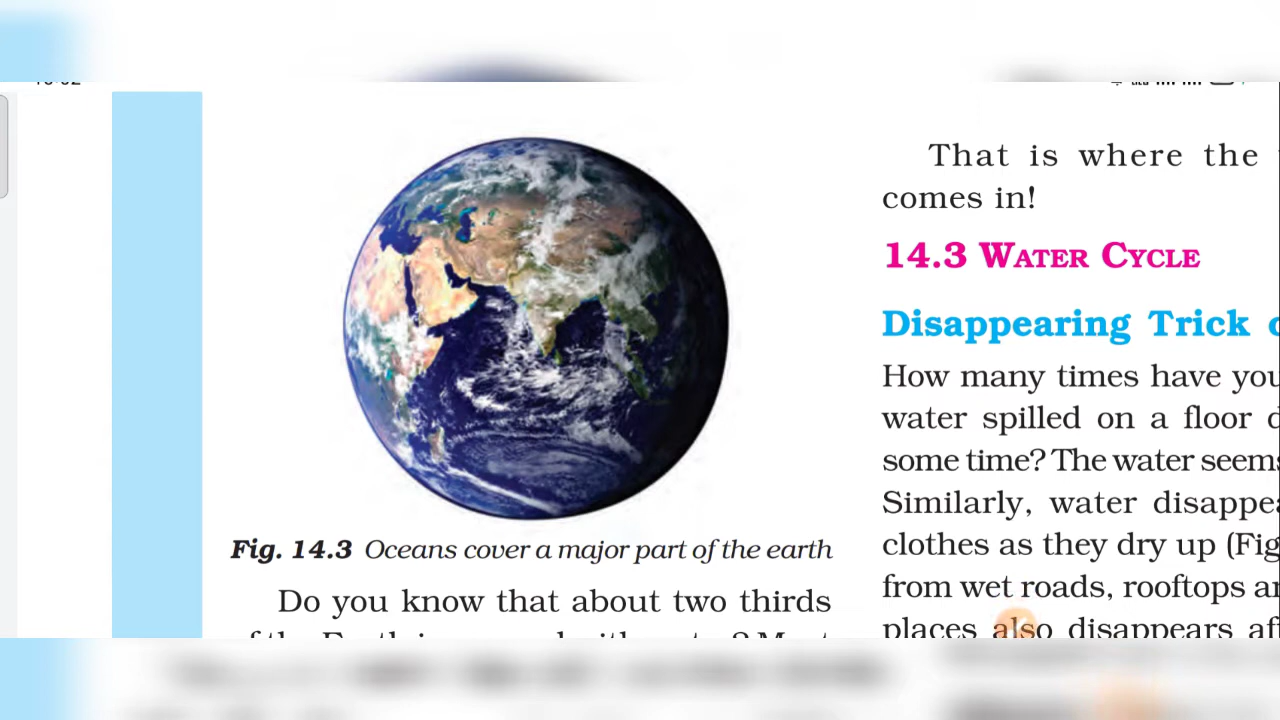 Fig. 14.3 Oceans cover a major part of the earth
Do you know that about two thirds
That is where the
comes in!
14.3 WATER CYCLE
Disappearing Trick
How many times have you
water spilled on a floor
some time? The water seems
Similarly, water
clothes as they dry up (Fig
from wet roads, rooftops
places also disappears